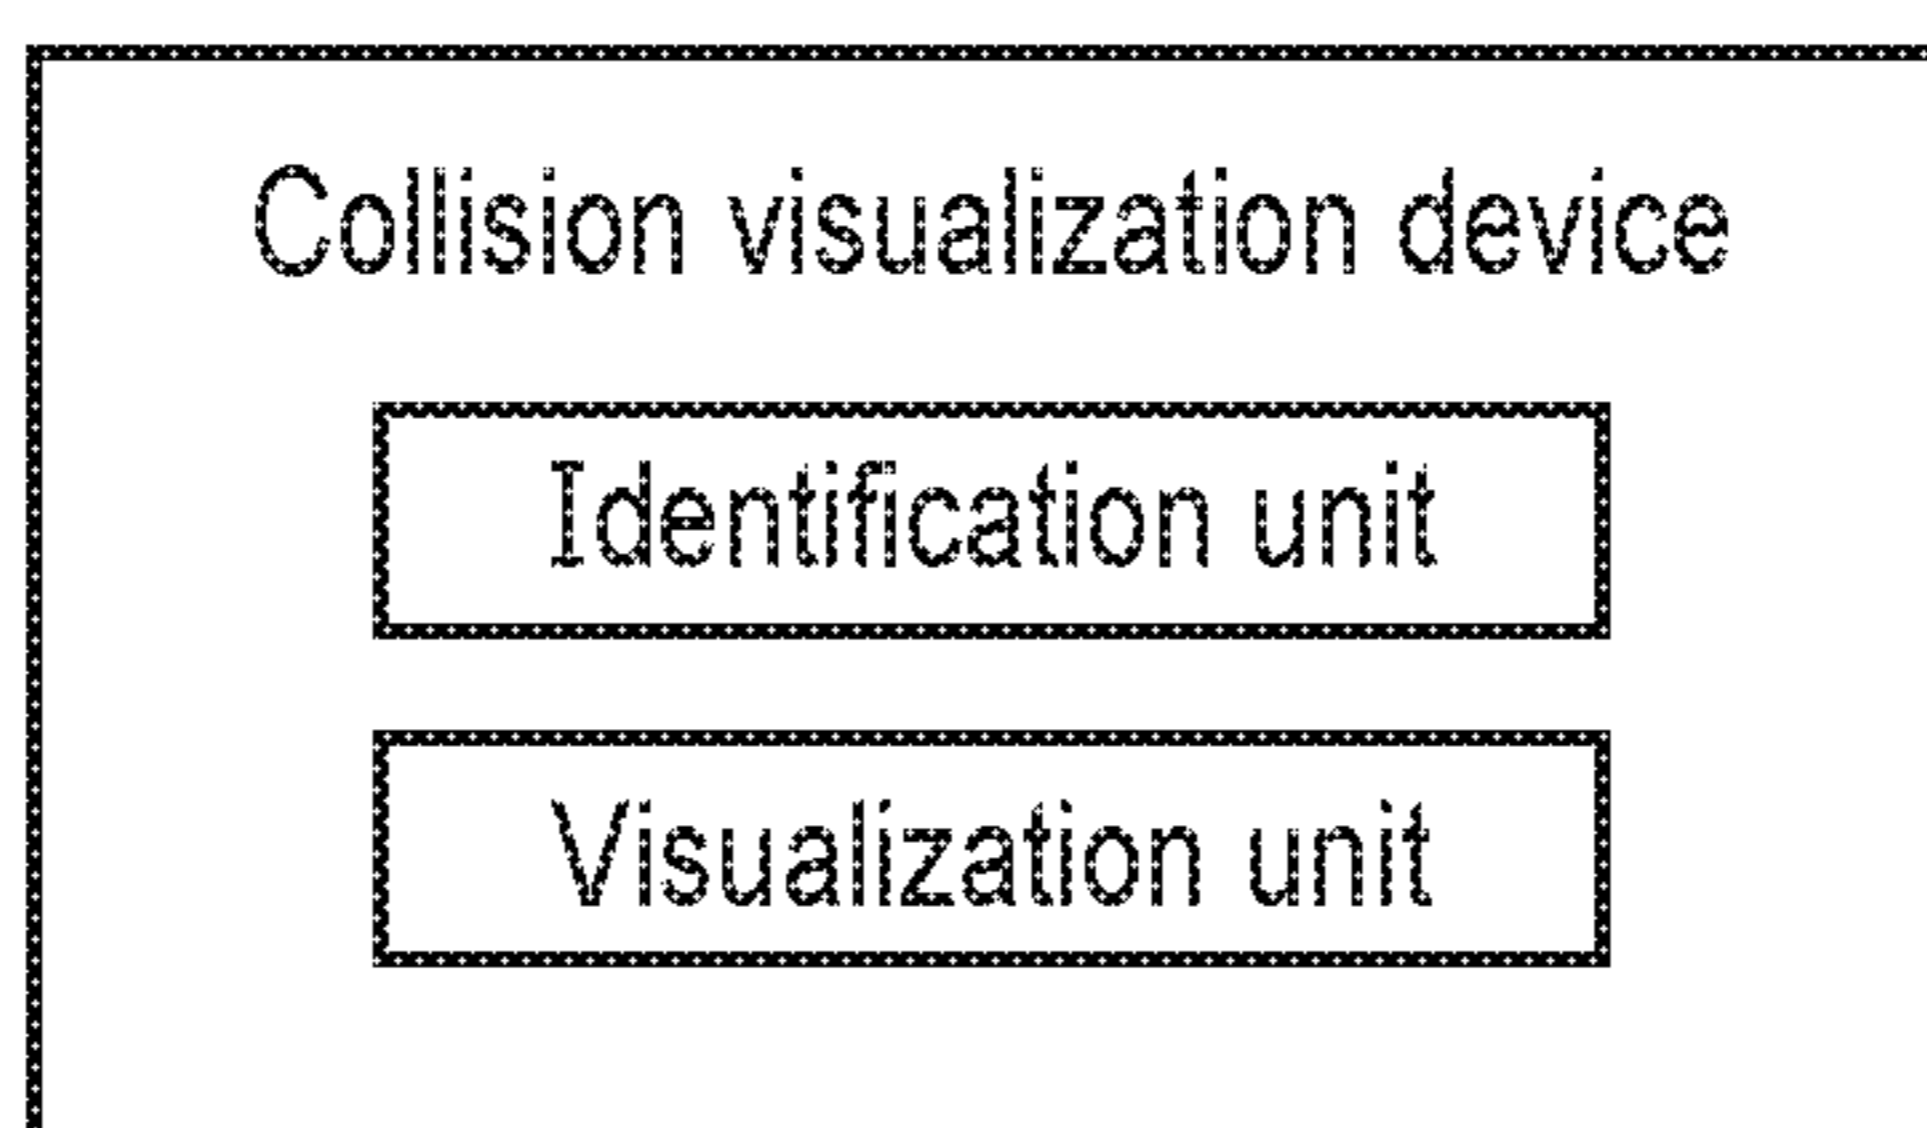 Collision visualization device
Identification unit
Visualization unit